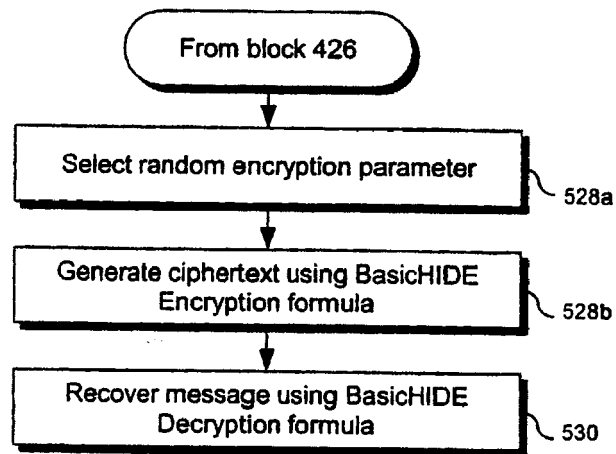 From block 426
Select random encryption parameter
528a
Generate ciphertext using BasicHIDE
Encryption formula
528b
Recover message using BasicHIDE
Decryption formula
530